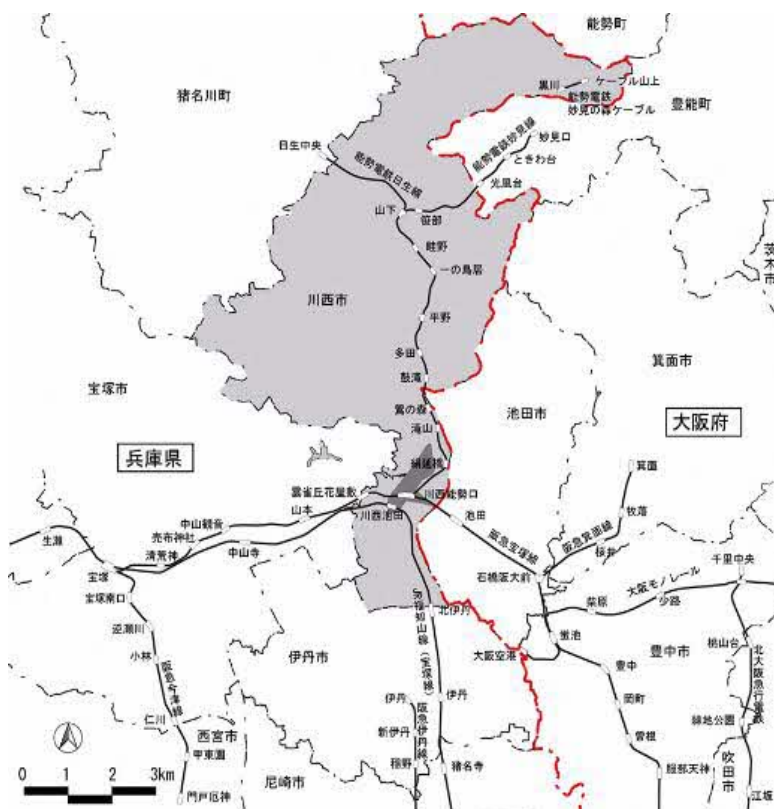 能勢町
猪名川町
黒川
ケーブル山上
能勢電鉄
妙見の森ケーブル
豊能町
日生中央
能勢電鉄日生線
能勢電鉄妙見線
妙見口
ときわ台
光風台
山下
笹部
畦野
一の鳥居
茨木市
川西市
平野
多田
箕面市
宝塚市
鼓滝
鶯の森
池田市
滝山
大阪府
兵庫県
絹延橋
箕面
雲雀丘花屋敷
川西能勢口
川西池田
山本
池田
牧落
中山観音
売布神社
生瀬
清荒神
中山寺
阪急宝塚線
阪急箕面線
桜井
千里中央
宝塚
石橋阪大前
大阪モノレール
宝塚南口
北伊丹
柴原
少路
逆瀬川
JR福知山線(宝塚線)
蛍池
桃山台
小林
伊丹市
大阪空港
豊中市
豊中
阪急今津線
北大阪急行電鉄
伊丹
伊丹
阪急伊丹線
岡町
仁川
新伊丹
緑地公園
西宮市
曽根
甲東園
稲野
猪名寺
服部天神
吹田市
尼崎市
門戸厄神
江坂
0 1 2 3km